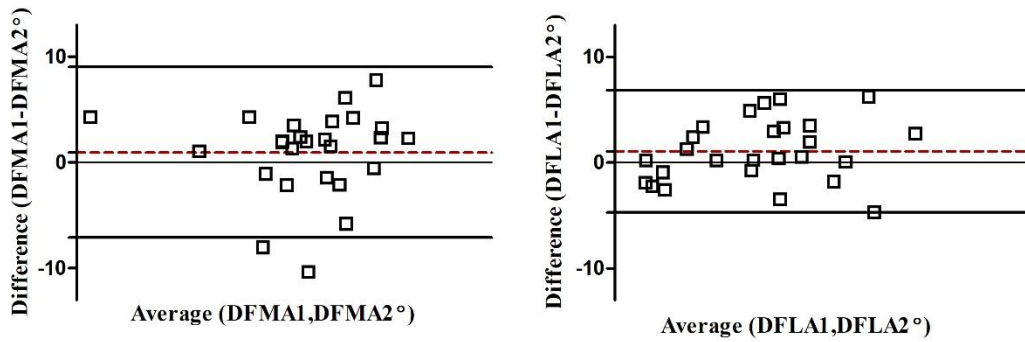 Difference (DFMA1-DFMA2°)
10
0
-10
Average (DFMA1,DFMA2°)
Difference (DFLA1-DFLA2°)
10
0
-10
Average (DFLA1,DFLA2°)